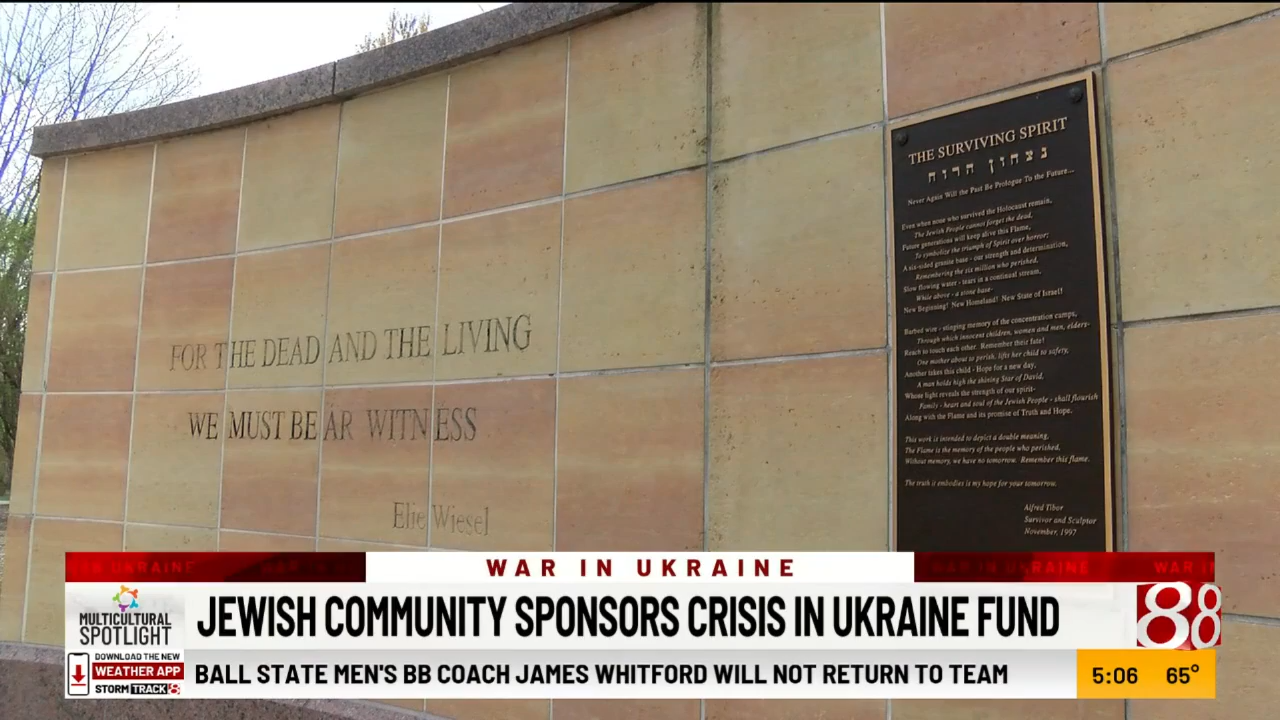 THE SURVIVING SPIRIT
נצחון הרוח
Never Again Will the Past Be Prologue To the Future...
Even when none who survived the Holocaust remain,
The Jewish People cannot forget the dead,
Future generations will keep alive this Flame,
To symbolize the triumph of Spirit over horror;
A six-sided granite base - our strength and determination,
Remembering the six million who perished,
Slow flowing water - tears in a continual stream.
While above - a stone base-
New Beginning! New Homeland! New State of Israel!
Barbed wire - stinging memory of the concentration camps,
Through which innocent children, women and men, elders-
Reach to touch each other. Remember their fate!
One mother about to perish, lifts her child to safety,
Another takes this child - Hope for a new day,
A man holds high the shining Star of David,
Whose light reveals the strength of our spirit-
Family - heart and soul of the Jewish People - shall flourish
Along with the Flame and its promise of Truth and Hope.
This work is intended to depict a double meaning,
The Flame is the memory of the people who perished,
Without memory, we have no tomorrow. Remember this flame.
The truth it embodies is my hope for your tomorrow.
Alfred Tibor
Survivor and Sculptor
November, 1997
FOR THE DEAD AND THE LIVING
WE MUST BEAR WITNESS
Elie Wiesel
WAR IN UKRAINE
MULTICULTURAL
SPOTLIGHT
JEWISH COMMUNITY SPONSORS CRISIS IN UKRAINE FUND
8
DOWNLOAD THE NEW
WEATHER APP
STORM TRACK 8
BALL STATE MEN'S BB COACH JAMES WHITFORD WILL NOT RETURN TO TEAM
5:06 65°